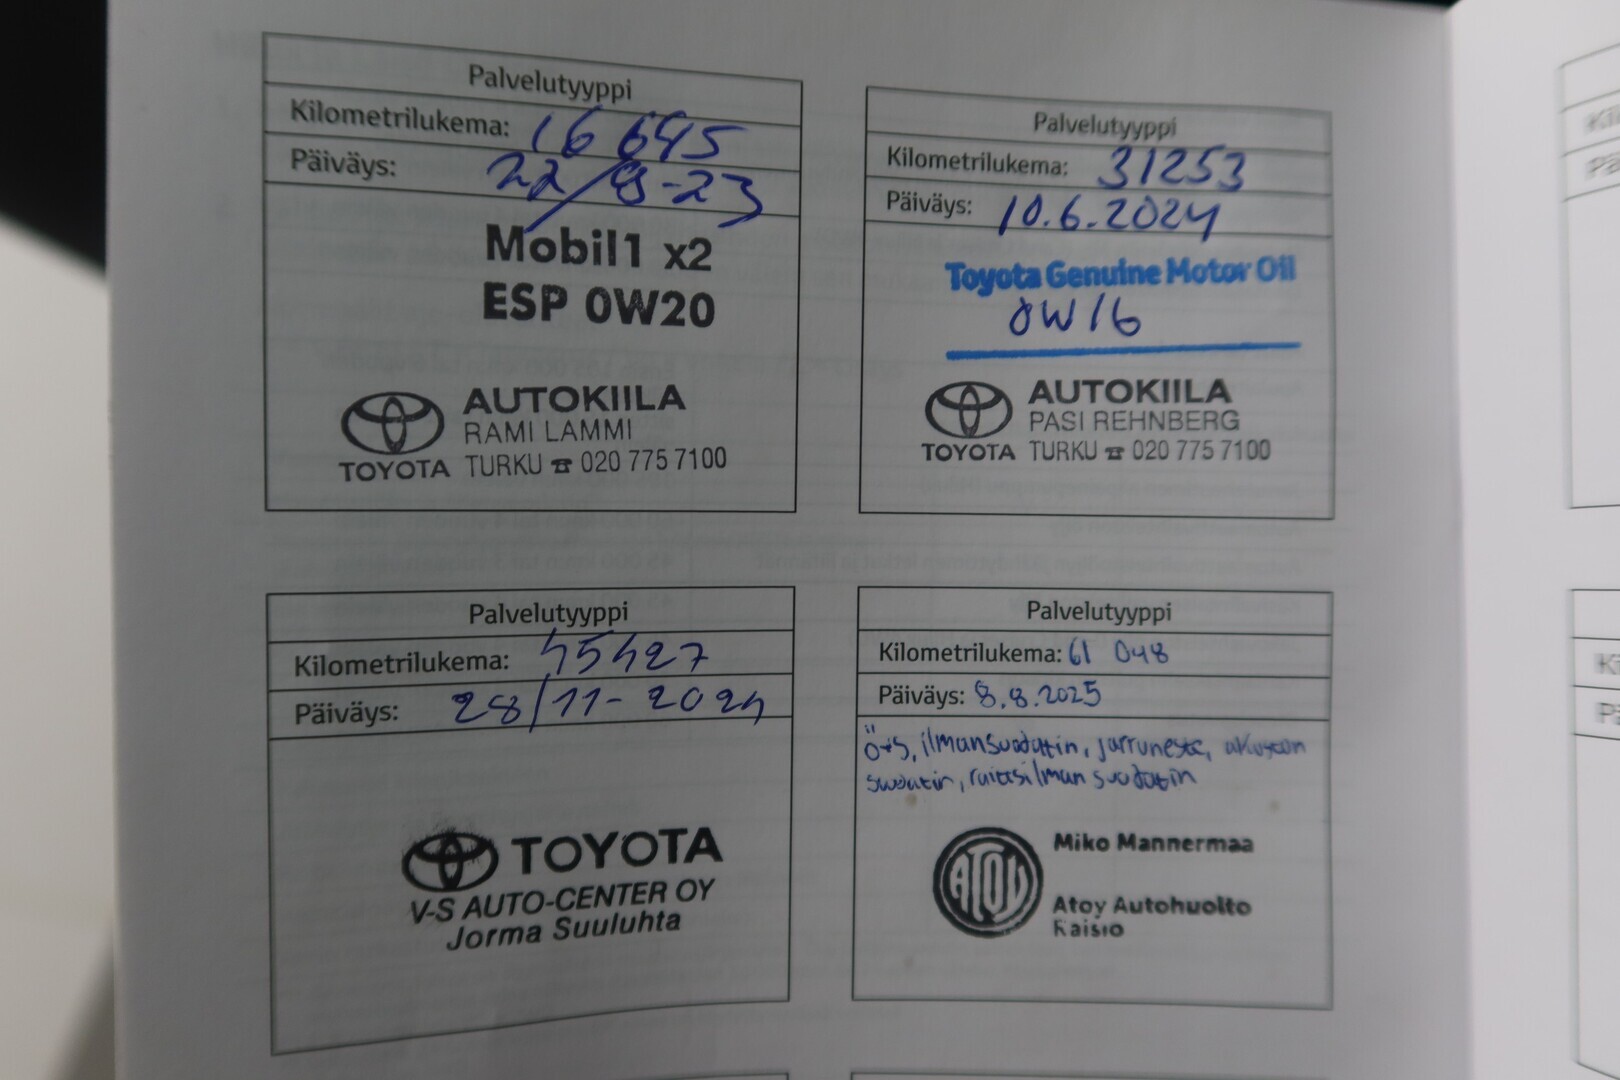 Palvelutyyppi
Kilometrilukema: 16 645
Päiväys: 22/8-23
Mobil1 x2
ESP 0W20
AUTOKIILA
RAMI LAMMI
TOYOTA TURKU ☎ 020 775 7100
Palvelutyyppi
Kilometrilukema: 31253
Päiväys: 10.6.2024
Toyota Genuine Motor Oil
0W16
AUTOKIILA
PASI REHNBERG
TOYOTA TURKU ☎ 020 775 7100
Palvelutyyppi
Kilometrilukema: 45427
Päiväys: 28/11-2024
TOYOTA
V-S AUTO-CENTER OY
Jorma Suuluhta
Palvelutyyppi
Kilometrilukema: 61 048
Päiväys: 8.8.2025
Ö+S, ilmansuodatin, jarruneste, akuston
suodatin, raitisilman suodatin
ATOY
Miko Mannermaa
Atoy Autohuolto
Raisio